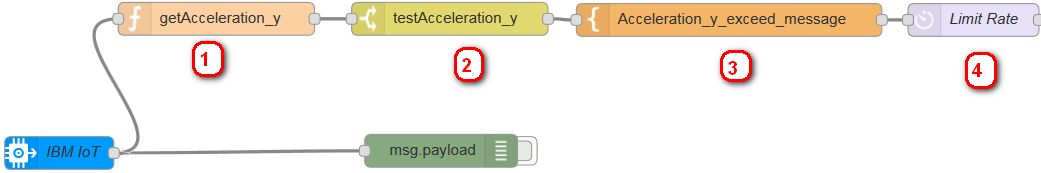 getAcceleration_y
testAcceleration_y
Acceleration_y_exceed_message
Limit Rate
1
2
3
4
IBM IoT
msg.payload